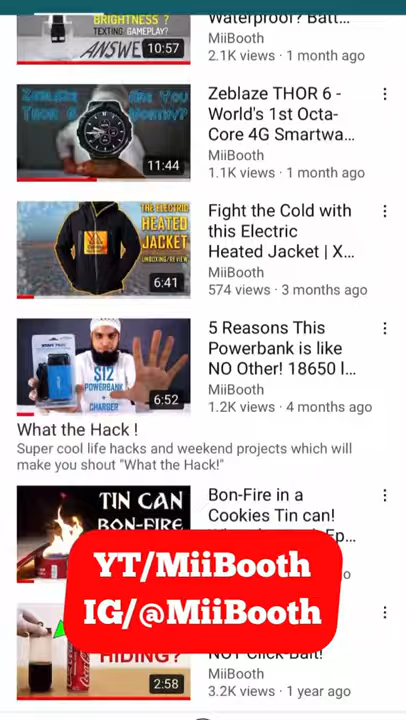 Waterproof? Batt...
BRIGHTNESS ?
TEXTING/GAMEPLAY?
ANSWE
10:57
MiiBooth
2.1K views · 1 month ago
Zeblaze Are You
Thor 6 Worthy?
11:44
Zeblaze THOR 6 -
World's 1st Octa-
Core 4G Smartwa...
MiiBooth
1.1K views · 1 month ago
THE ELECTRIC
HEATED
JACKET
UNBOXING/REVIEW
6:41
Fight the Cold with
this Electric
Heated Jacket | X...
MiiBooth
574 views · 3 months ago
$12
POWERBANK
+
CHARGER
6:52
5 Reasons This
Powerbank is like
NO Other! 18650 l...
MiiBooth
1.2K views · 4 months ago
What the Hack !
Super cool life hacks and weekend projects which will
make you shout "What the Hack!"
TIN CAN
BON-FIRE
Bon-Fire in a
Cookies Tin can!
YT/MiiBooth
IG/@MiiBooth
HIDING?
2:58
NOT Click-Bait!
MiiBooth
3.2K views · 1 year ago